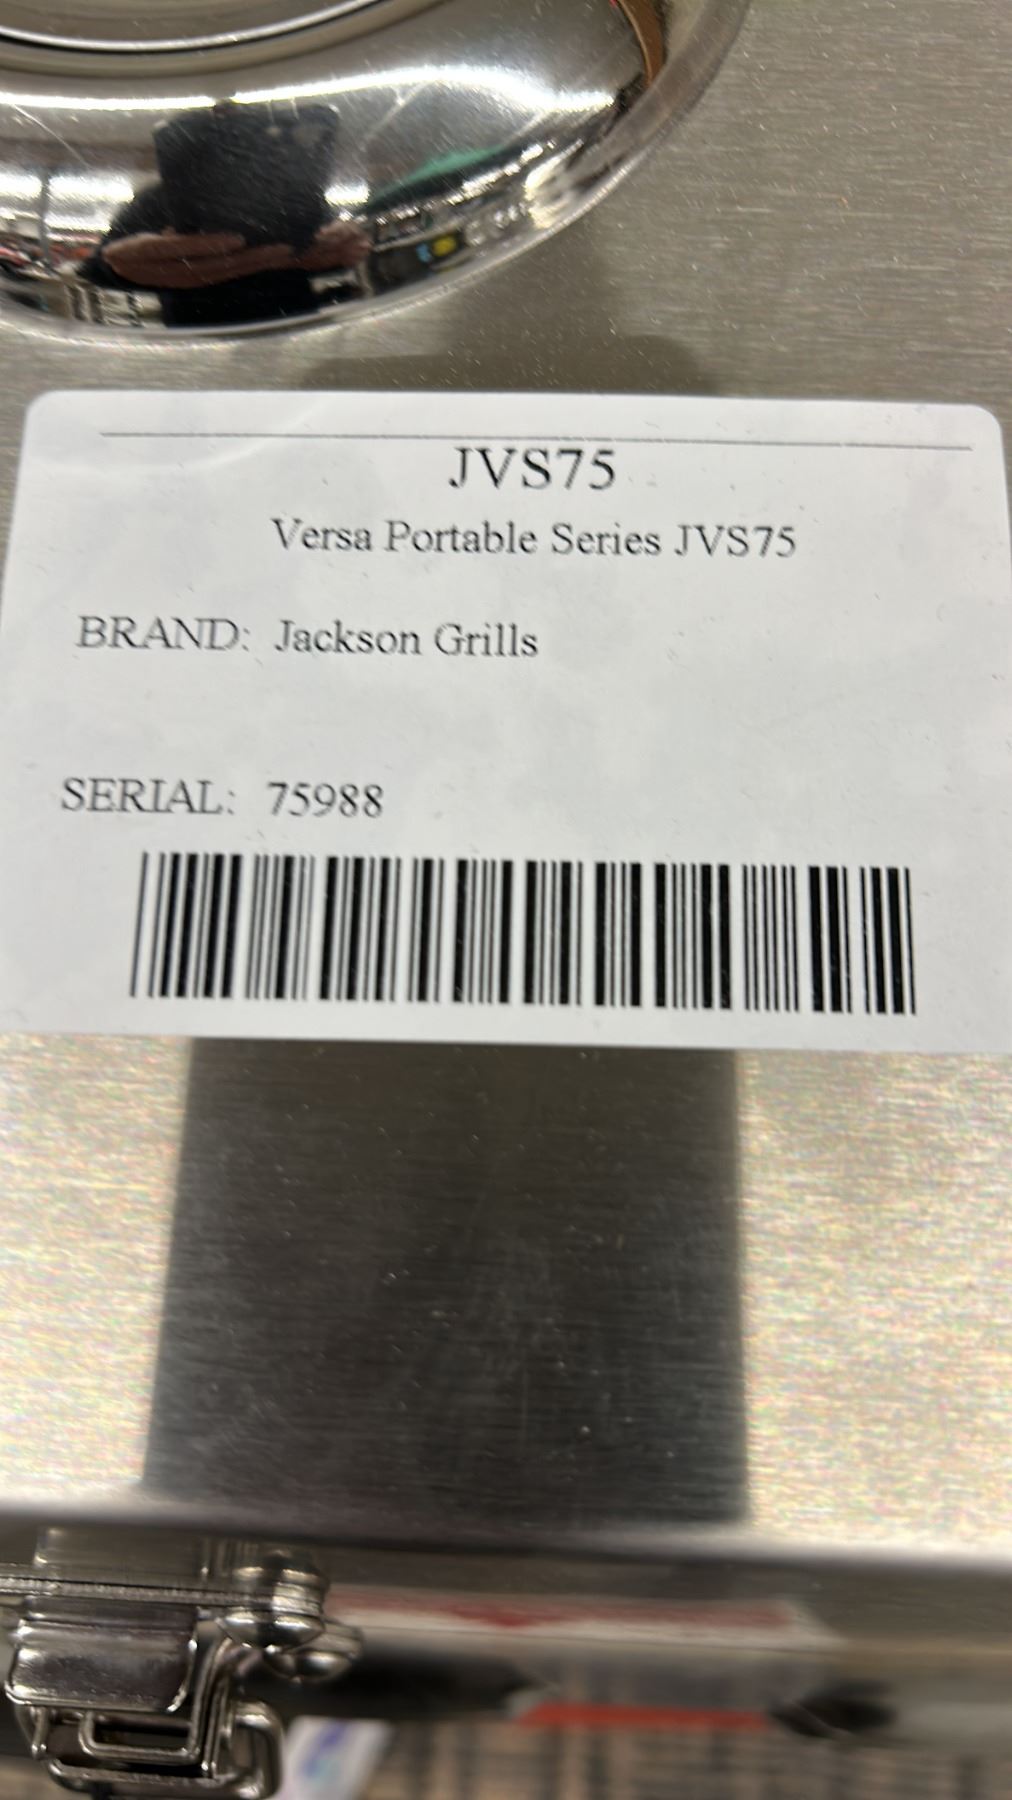 JVS75
Versa Portable Series JVS75
BRAND: Jackson Grills
SERIAL: 75988